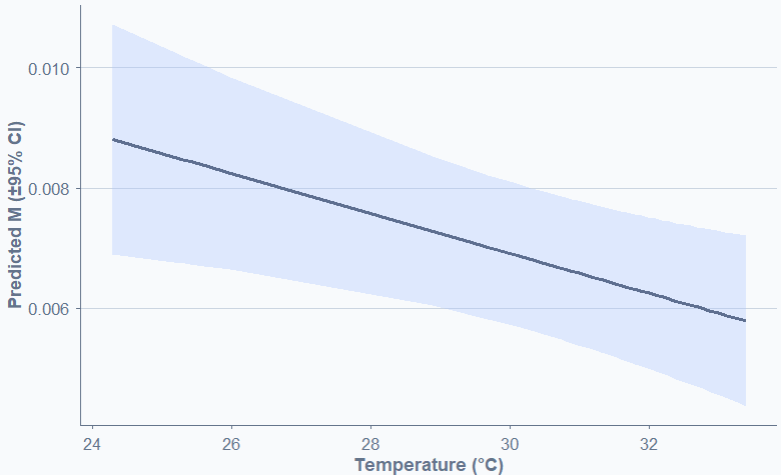 Predicted M (±95% CI)
0.010
0.008
0.006
24 26 28 30 32
Temperature (°C)